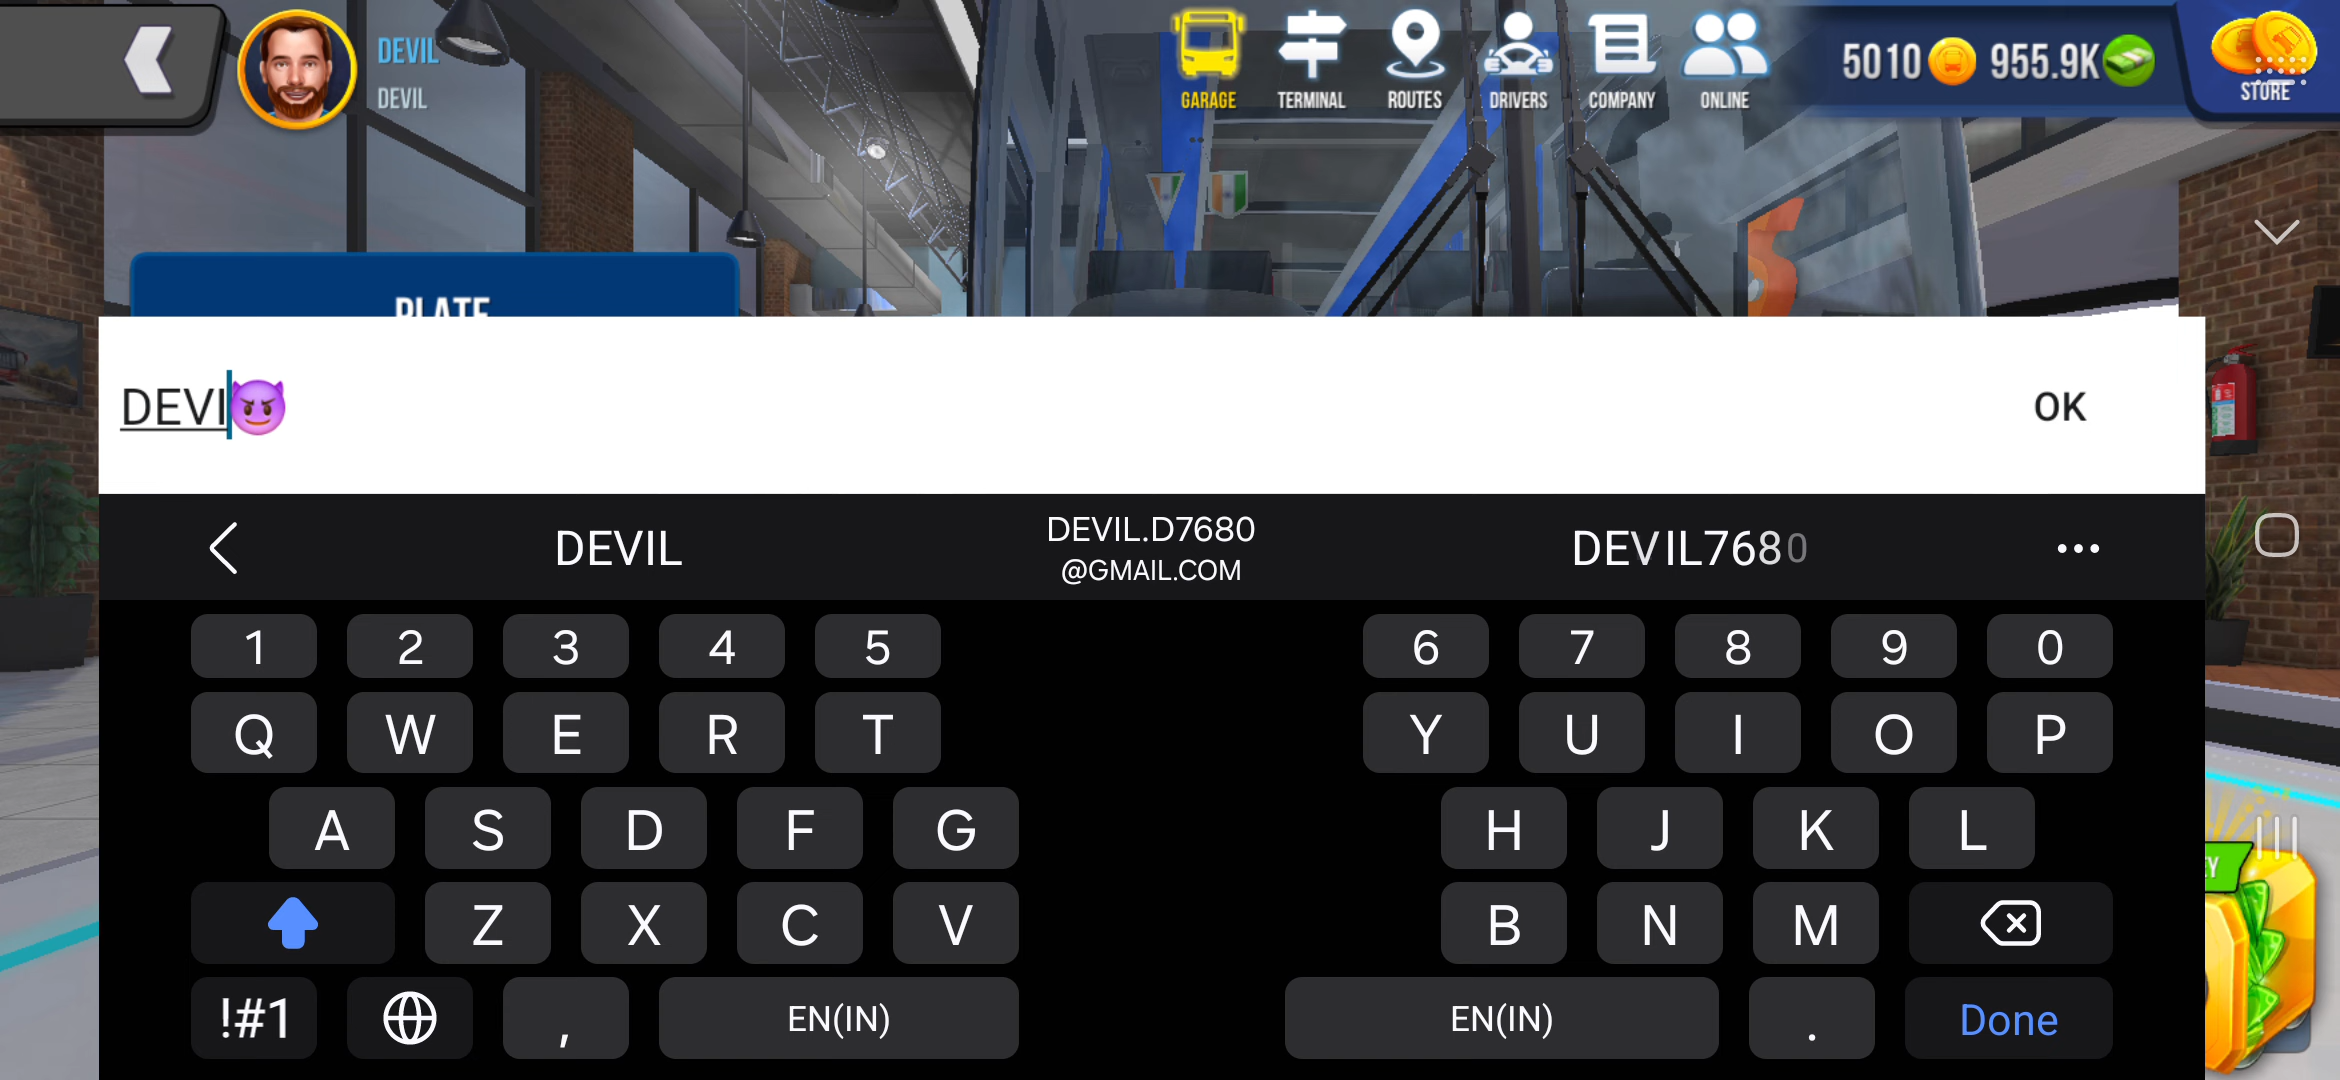 DEVIL
DEVIL
GARAGE
TERMINAL
ROUTES
DRIVERS
COMPANY
ONLINE
5010
955.9K
STORE
PLATE
DEVI😈
OK
DEVIL
DEVIL.D7680
@GMAIL.COM
DEVIL7680
1 2 3 4 5 6 7 8 9 0
Q W E R T Y U I O P
A S D F G H J K L
Z X C V B N M
!#1 , EN(IN) EN(IN) . Done